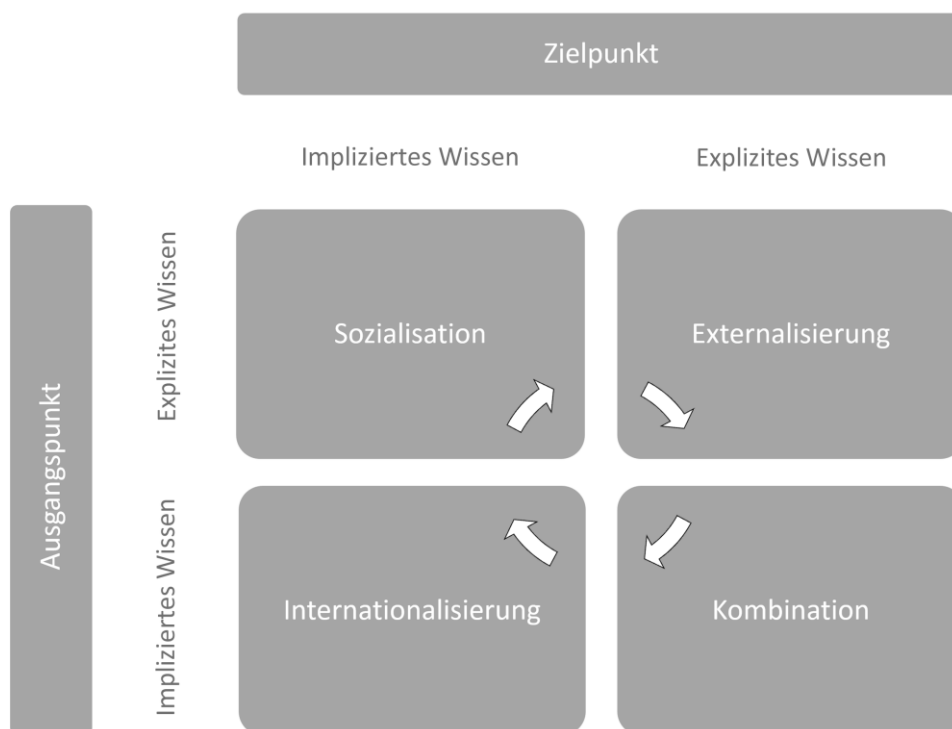 Zielpunkt
Impliziertes Wissen
Explizites Wissen
Ausgangspunkt
Explizites Wissen
Sozialisation
Externalisierung
Impliziertes Wissen
Internationalisierung
Kombination